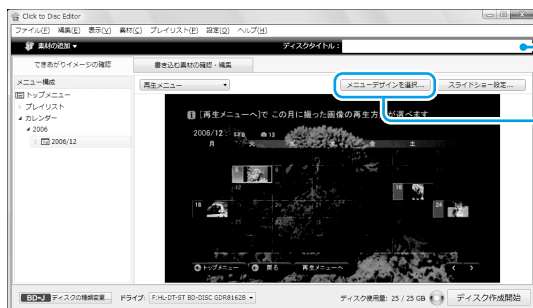 Click to Disc Editor
ファイル(F) 編集(E) 表示(V) 素材(C) プレイリスト(P) 設定(O) ヘルプ(H)
素材の追加 ▼ ディスクタイトル :
できあがりイメージの確認 書き込む素材の確認・編集
メニュー構成 再生メニュー メニューデザインを選択... スライドショー設定...
トップメニュー
プレイリスト
カレンダー
2006
2006/12
[再生メニューへ]で この月に撮った画像の再生方 が選べます
2006/12: 13
月 火 金 土
5 8
12 16
18 24
トップメニュー 戻る 再生メニューへ
BD-J ディスクの種類変更... ドライブ: F:HL-DT-ST BD-DISC GDR8162B ディスク使用量: 25 / 25 GB ディスク作成開始